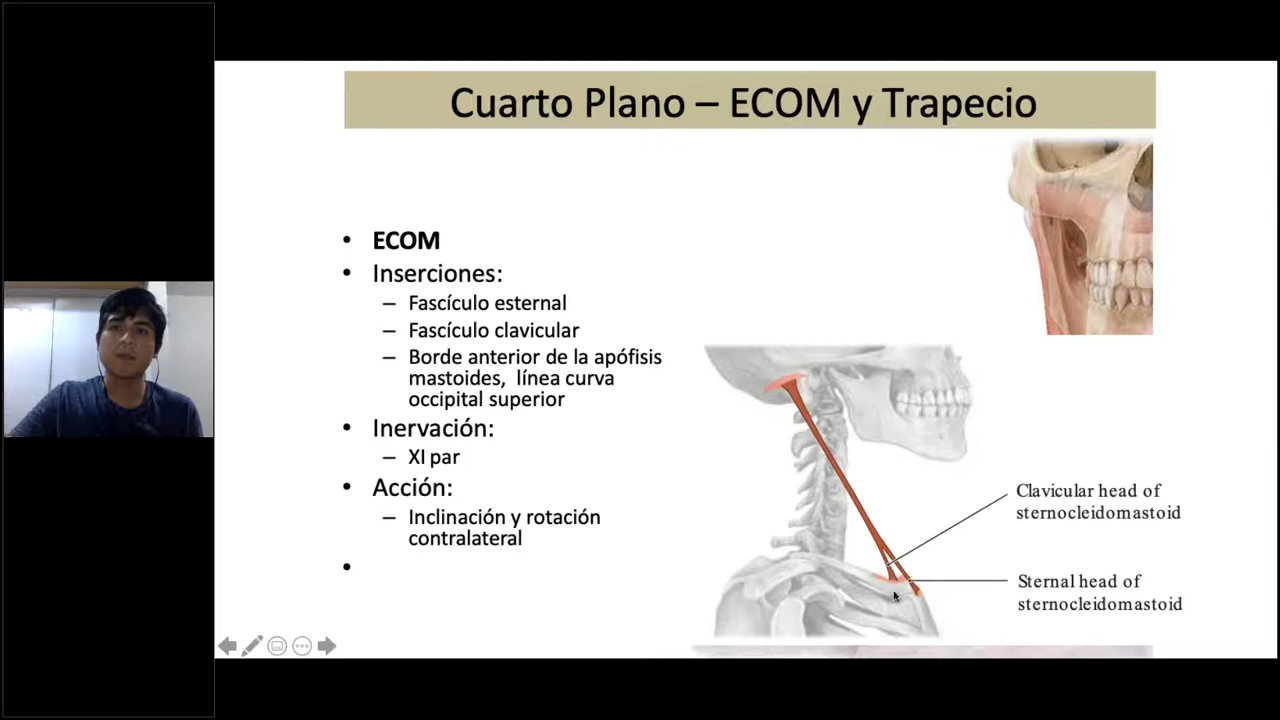 Cuarto Plano – ECOM y Trapecio
• ECOM
• Inserciones:
– Fascículo esternal
– Fascículo clavicular
– Borde anterior de la apófisis
mastoides, línea curva
occipital superior
• Inervación:
– XI par
• Acción:
– Inclinación y rotación
contralateral
•
Clavicular head of
sternocleidomastoid
Sternal head of
sternocleidomastoid